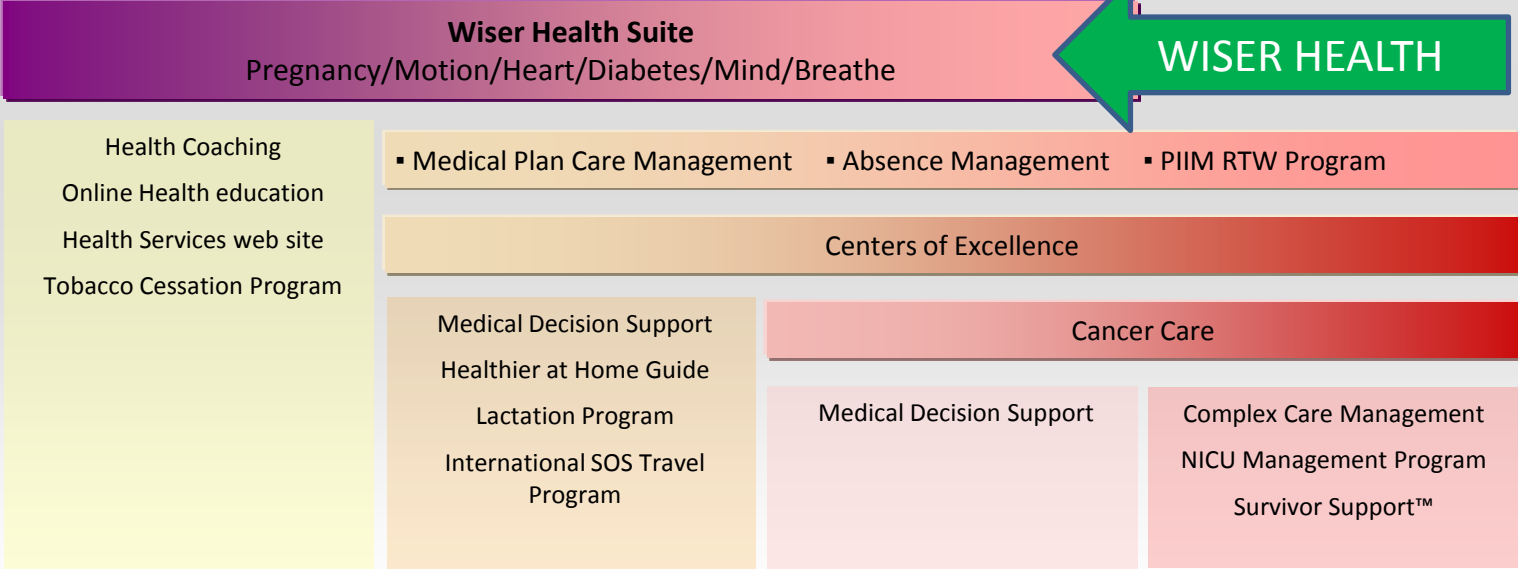 Wiser Health Suite
Pregnancy/Motion/Heart/Diabetes/Mind/Breathe
WISER HEALTH
Health Coaching
Online Health education
Health Services web site
Tobacco Cessation Program
▪ Medical Plan Care Management ▪ Absence Management ▪ PIIM RTW Program
Centers of Excellence
Medical Decision Support
Healthier at Home Guide
Lactation Program
International SOS Travel
Program
Cancer Care
Medical Decision Support
Complex Care Management
NICU Management Program
Survivor Support™